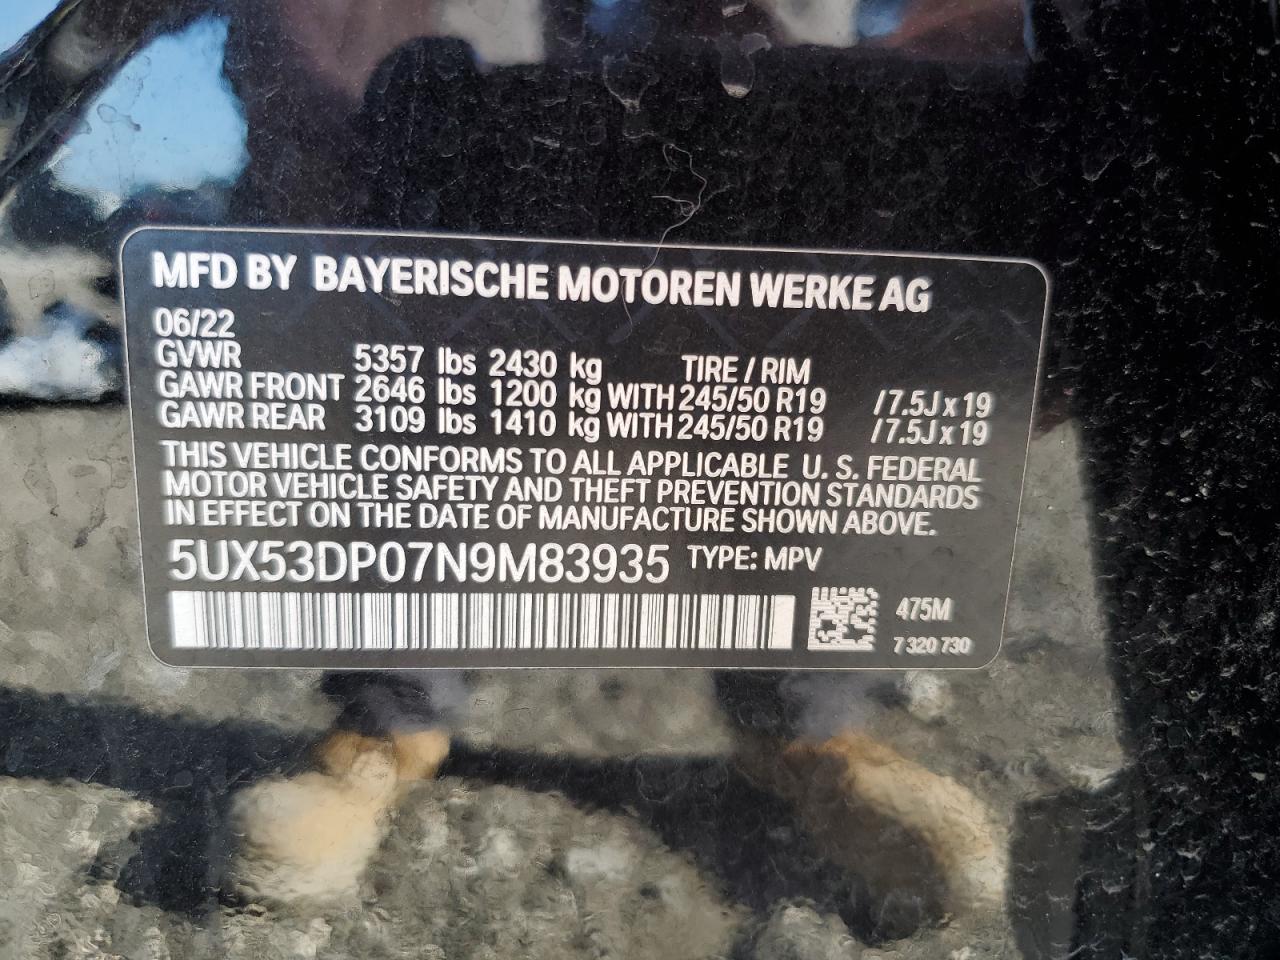 MFD BY BAYERISCHE MOTOREN WERKE AG
06/22
GVWR 5357 lbs 2430 kg TIRE / RIM
GAWR FRONT 2646 lbs 1200 kg WITH 245/50 R19 /7.5J x 19
GAWR REAR 3109 lbs 1410 kg WITH 245/50 R19 /7.5J x 19
THIS VEHICLE CONFORMS TO ALL APPLICABLE U. S. FEDERAL
MOTOR VEHICLE SAFETY AND THEFT PREVENTION STANDARDS
IN EFFECT ON THE DATE OF MANUFACTURE SHOWN ABOVE.
5UX53DP07N9M83935 TYPE: MPV
475M
7 320 730